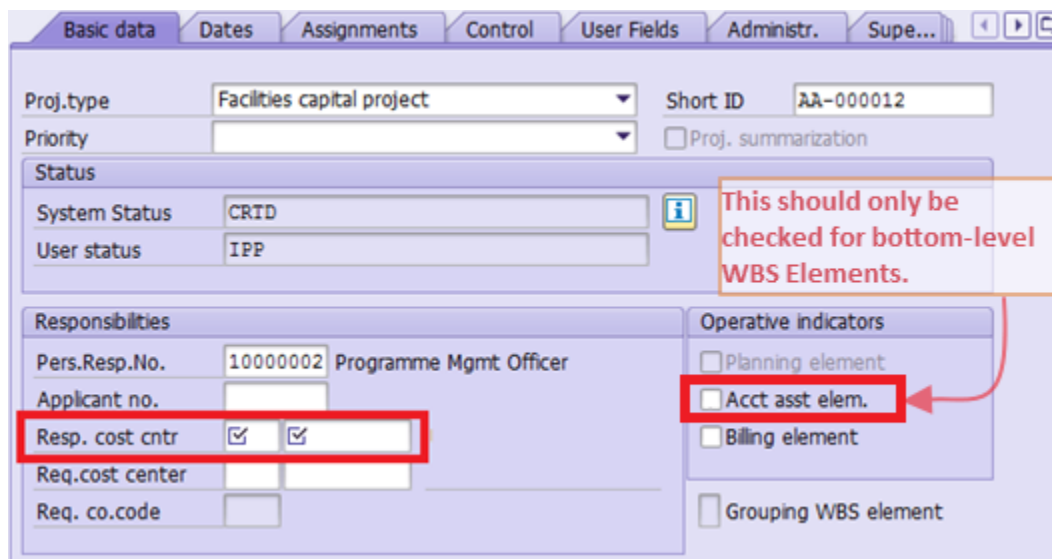 Basic data Dates Assignments Control User Fields Administr. Supe...
Proj.type Facilities capital project Short ID AA-000012
Priority Proj. summarization
Status
System Status CRTD
User status IPP
This should only be
checked for bottom-level
WBS Elements.
Responsibilities Operative indicators
Pers.Resp.No. 10000002 Programme Mgmt Officer Planning element
Applicant no. Acct asst elem.
Resp. cost cntr Billing element
Req.cost center
Req. co.code Grouping WBS element